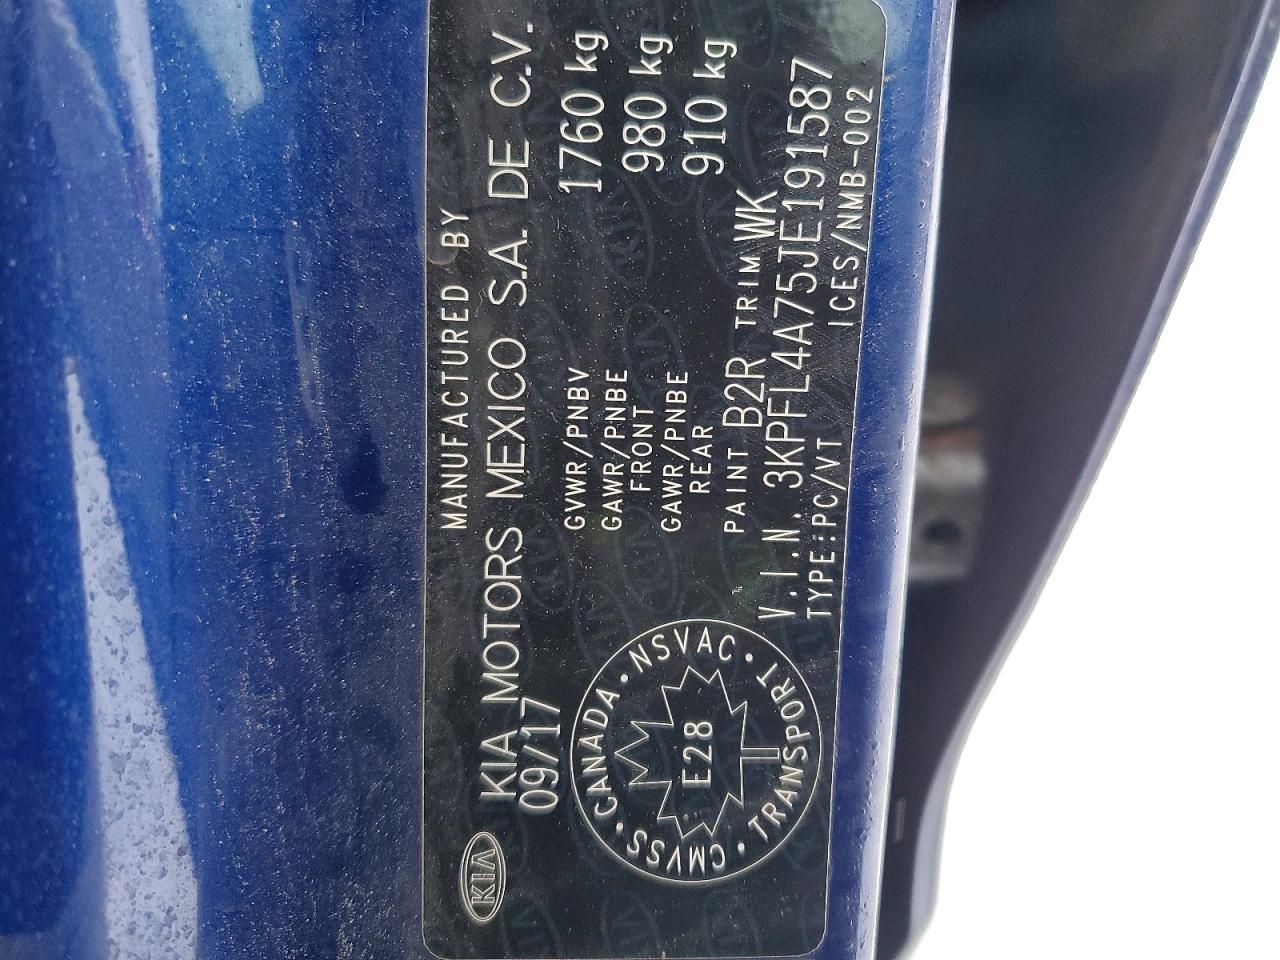 KIA
MANUFACTURED BY
KIA MOTORS MEXICO S.A. DE C.V.
09/17
GVWR/PNBV 1760 kg
GAWR/PNBE FRONT 980 kg
GAWR/PNBE REAR 910 kg
PAINT B2R TRIM WK
V.I.N. 3KPFL4A75JE191587
TYPE:PC/VT ICES/NMB-002
CANADA · NSVAC · TRANSPORT · CMVSS ·
E28